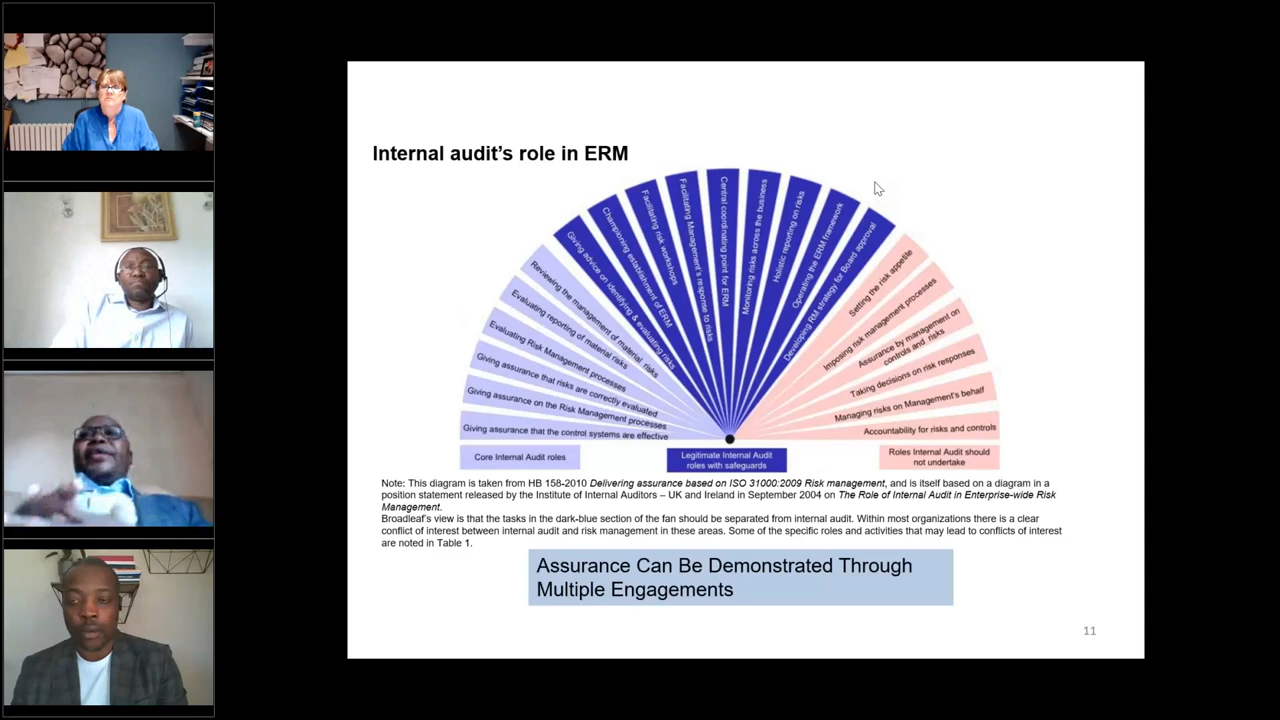 Internal audit's role in ERM
Giving assurance that the control systems are effective
Giving assurance on the Risk Management processes
Giving assurance that risks are correctly evaluated
Evaluating Risk Management processes
Evaluating reporting of material risks
Reviewing the management of material risks
Giving advice on identifying & evaluating risks
Championing establishment of ERM
Facilitating risk workshops
Facilitating Management's response to risks
Central coordinating point for ERM
Monitoring risks across the business
Holistic reporting on risks
Operating the ERM framework
Developing RM strategy for Board approval
Setting the risk appetite
Imposing risk management processes
Assurance by management on
controls and risks
Taking decisions on risk responses
Managing risks on Management's behalf
Accountability for risks and controls
Core Internal Audit roles
Legitimate Internal Audit
roles with safeguards
Roles Internal Audit should
not undertake
Note: This diagram is taken from HB 158-2010 Delivering assurance based on ISO 31000:2009 Risk management, and is itself based on a diagram in a
position statement released by the Institute of Internal Auditors – UK and Ireland in September 2004 on The Role of Internal Audit in Enterprise-wide Risk
Management.
Broadleaf's view is that the tasks in the dark-blue section of the fan should be separated from internal audit. Within most organizations there is a clear
conflict of interest between internal audit and risk management in these areas. Some of the specific roles and activities that may lead to conflicts of interest
are noted in Table 1.
Assurance Can Be Demonstrated Through
Multiple Engagements
11